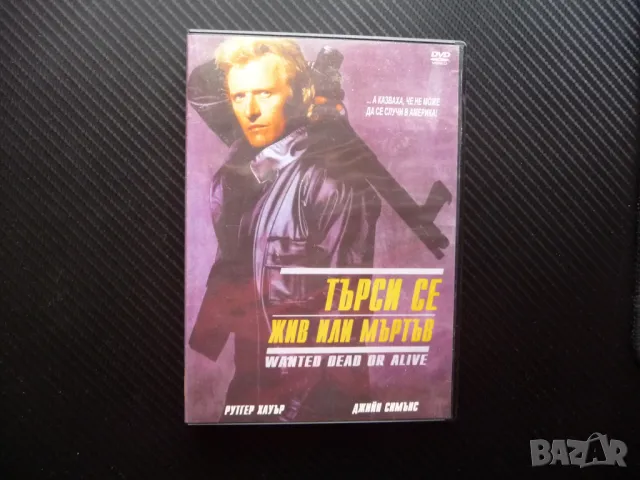 DVD
... А КАЗВАХА, ЧЕ НЕ МОЖЕ
ДА СЕ СЛУЧИ В АМЕРИКА!
ТЪРСИ СЕ
ЖИВ ИЛИ МЪРТЪВ
WANTED DEAD OR ALIVE
РУТГЕР ХАУЪР ДЖИЙН СИМЪНС
BAZAR
bg